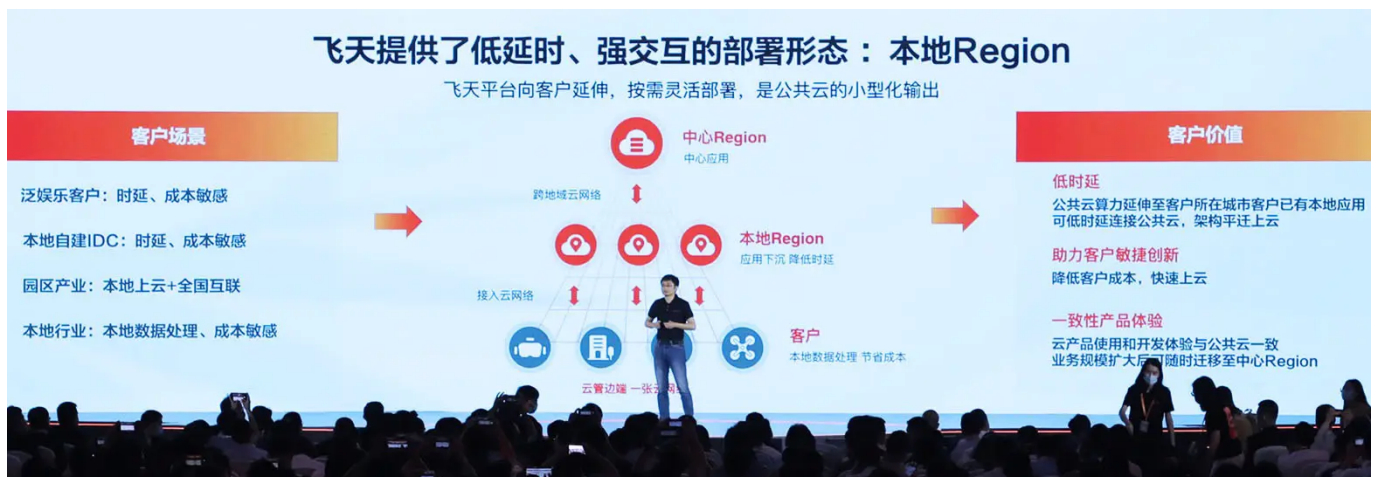 飞天提供了低延时、强交互的部署形态：本地Region
飞天平台向客户延伸，按需灵活部署，是公共云的小型化输出
客户场景
泛娱乐客户：时延、成本敏感
本地自建IDC：时延、成本敏感
园区产业：本地上云+全国互联
本地行业：本地数据处理、成本敏感
中心Region
中心应用
跨地域云网络
本地Region
应用下沉 降低时延
接入云网络
客户
本地数据处理 节省成本
云管边端 一张云网
客户价值
低时延
公共云算力延伸至客户所在城市客户已有本地应用
可低时延连接公共云，架构平迁上云
助力客户敏捷创新
降低客户成本，快速上云
一致性产品体验
云产品使用和开发体验与公共云一致
业务规模扩大后可随时迁移至中心Region